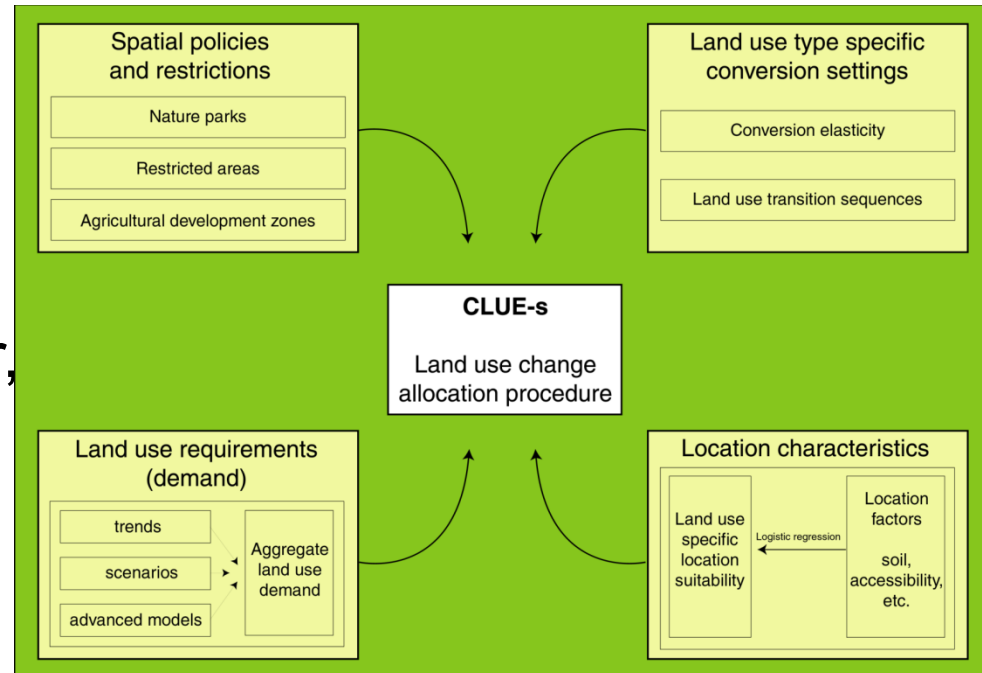 Spatial policies
and restrictions
Nature parks
Restricted areas
Agricultural development zones
Land use type specific
conversion settings
Conversion elasticity
Land use transition sequences
CLUE-s
Land use change
allocation procedure
Land use requirements
(demand)
trends
scenarios
advanced models
Aggregate
land use
demand
Location characteristics
Land use
specific
location
suitability
Logistic regression
Location
factors
soil,
accessibility,
etc.